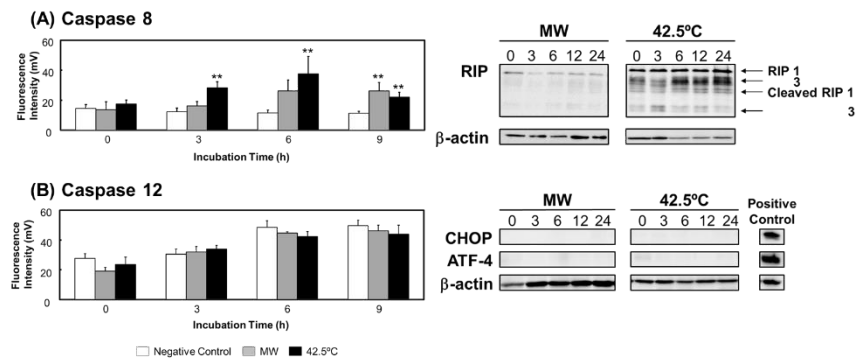 (A) Caspase 8
Fluorescence
Intensity (mV)
60
40
20
0
** ** ** **
0 3 6 9
Incubation Time (h)
MW 42.5ºC
0 3 6 12 24 0 3 6 12 24
RIP
RIP 1
3
Cleaved RIP 1
3
β-actin
(B) Caspase 12
Fluorescence
Intensity (mV)
60
40
20
0
0 3 6 9
Incubation Time (h)
MW 42.5ºC Positive
Control
0 3 6 12 24 0 3 6 12 24
CHOP
ATF-4
β-actin
Negative Control MW 42.5ºC